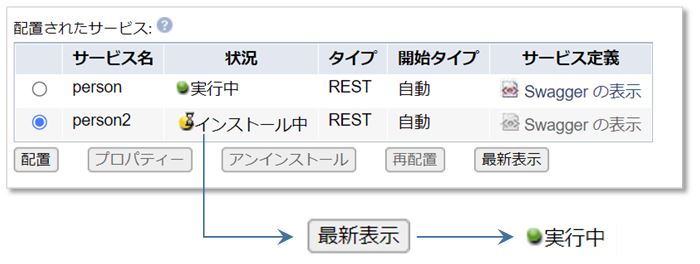 配置されたサービス:
サービス名 状況 タイプ 開始タイプ サービス定義
person 実行中 REST 自動 Swagger の表示
person2 インストール中 REST 自動 Swagger の表示
配置 プロパティー アンインストール 再配置 最新表示
最新表示 実行中